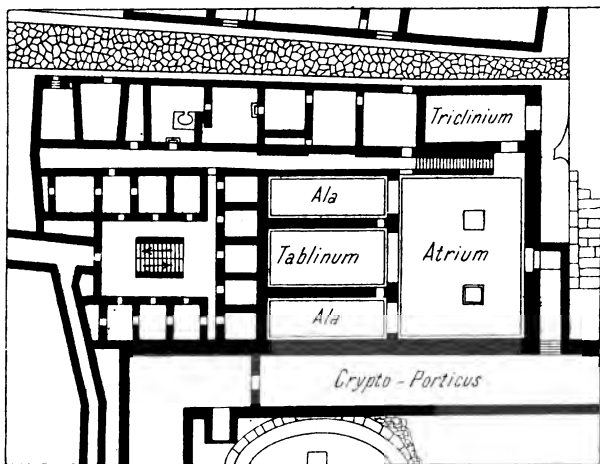 Triclinium
Ala
Tablinum
Atrium
Ala
Crypto-Porticus